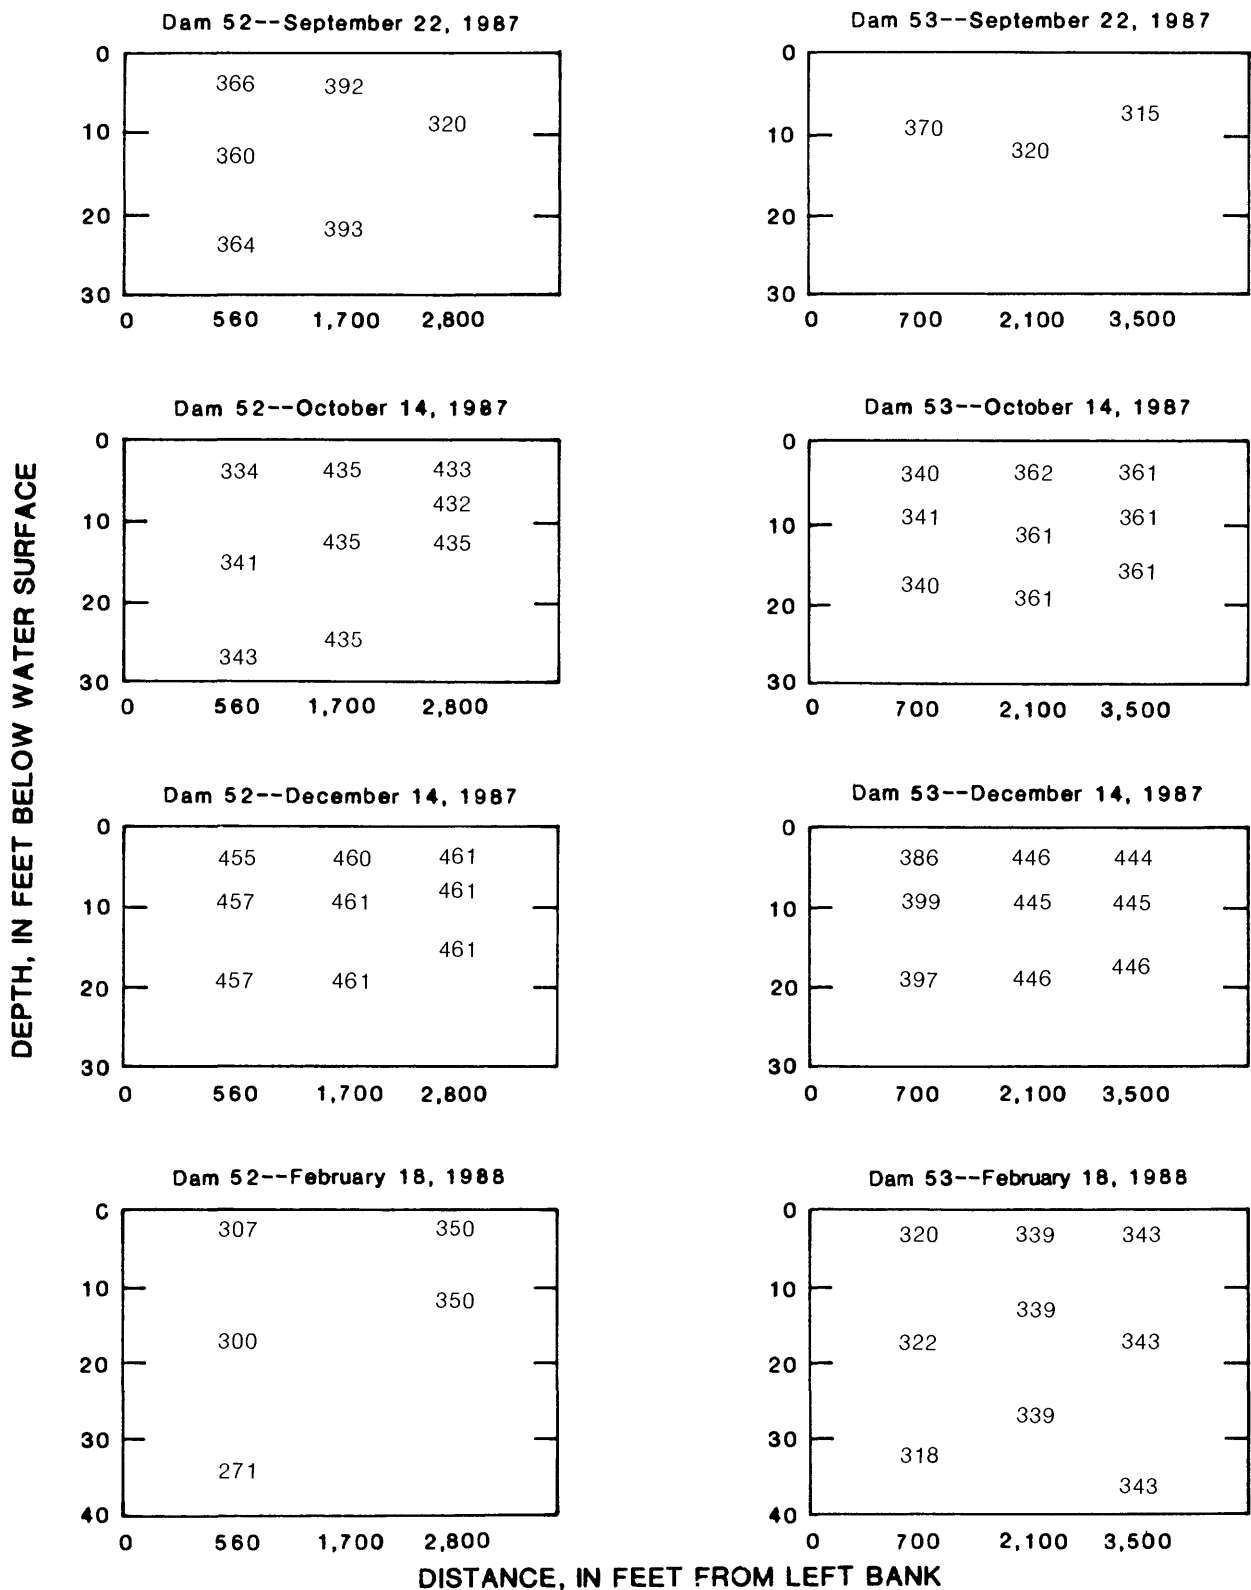 Dam 52--September 22, 1987
0
366 392
320
10
360
20
364 393
30
0 560 1,700 2,800
Dam 53--September 22, 1987
0
315
10
370
320
20
30
0 700 2,100 3,500
Dam 52--October 14, 1987
0
334 435 433
432
10
435 435
341
20
435
343
30
0 560 1,700 2,800
Dam 53--October 14, 1987
0
340 362 361
341 361
10
361
361
340
361
20
30
0 700 2,100 3,500
Dam 52--December 14, 1987
0
455 460 461
461
457 461
10
461
457 461
20
30
0 560 1,700 2,800
Dam 53--December 14, 1987
0
386 446 444
399 445 445
10
446
397 446
20
30
0 700 2,100 3,500
Dam 52--February 18, 1988
C
307 350
10
350
300
20
30
271
40
0 560 1,700 2,800
Dam 53--February 18, 1988
0
320 339 343
10
339
322 343
20
339
30
318
343
40
0 700 2,100 3,500
DEPTH, IN FEET BELOW WATER SURFACE
DISTANCE, IN FEET FROM LEFT BANK